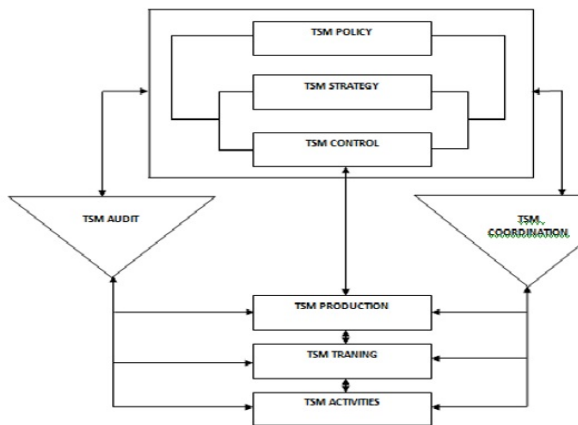 TSM POLICY
TSM STRATEGY
TSM CONTROL
TSM AUDIT
TSM
COORDINATION
TSM PRODUCTION
TSM TRANING
TSM ACTIVITIES